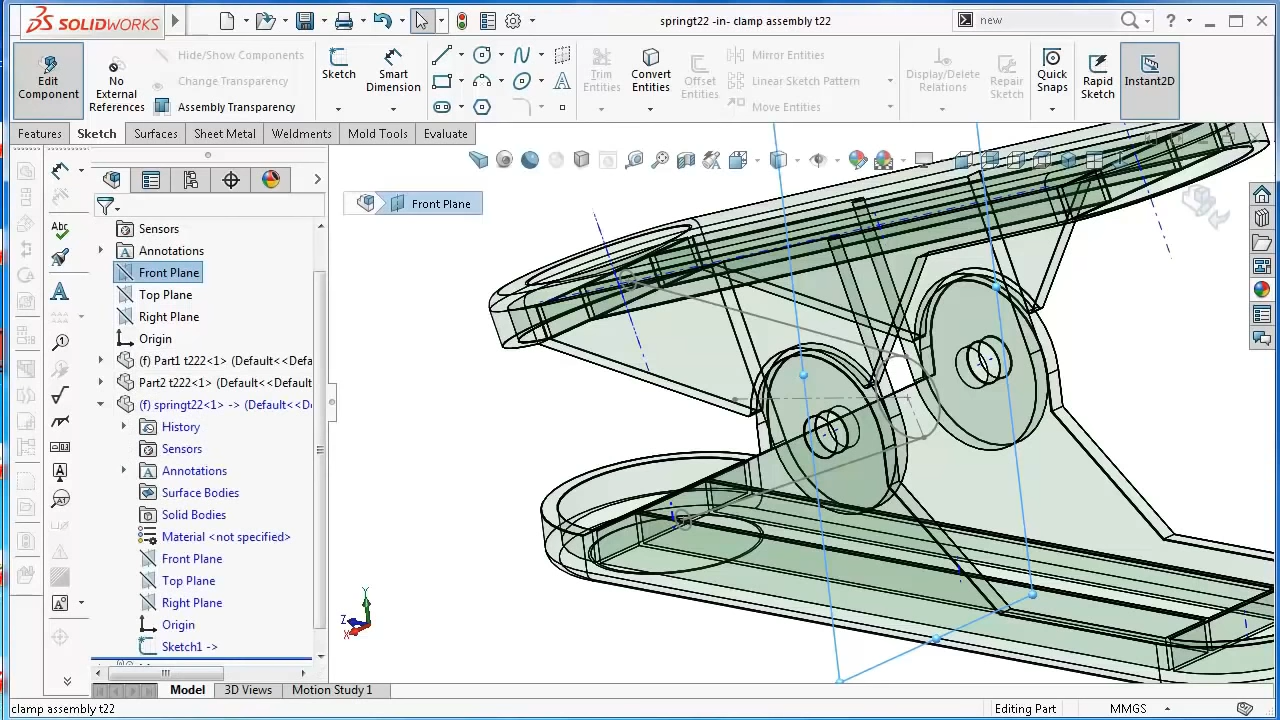 SOLIDWORKS
springt22 -in- clamp assembly t22
new
Edit Component
No External References
Hide/Show Components
Change Transparency
Assembly Transparency
Sketch
Smart Dimension
Trim Entities
Convert Entities
Offset Entities
Mirror Entities
Linear Sketch Pattern
Move Entities
Display/Delete Relations
Repair Sketch
Quick Snaps
Rapid Sketch
Instant2D
Features
Sketch
Surfaces
Sheet Metal
Weldments
Mold Tools
Evaluate
Front Plane
Sensors
Annotations
Front Plane
Top Plane
Right Plane
Origin
(f) Part1 t222<1> (Default<<Defa
Part2 t222<1> (Default<<Default
(f) springt22<1> -> (Default<<D
History
Sensors
Annotations
Surface Bodies
Solid Bodies
Material <not specified>
Front Plane
Top Plane
Right Plane
Origin
Sketch1 ->
Abc
Y
Z
X
Model
3D Views
Motion Study 1
clamp assembly t22
Editing Part
MMGS